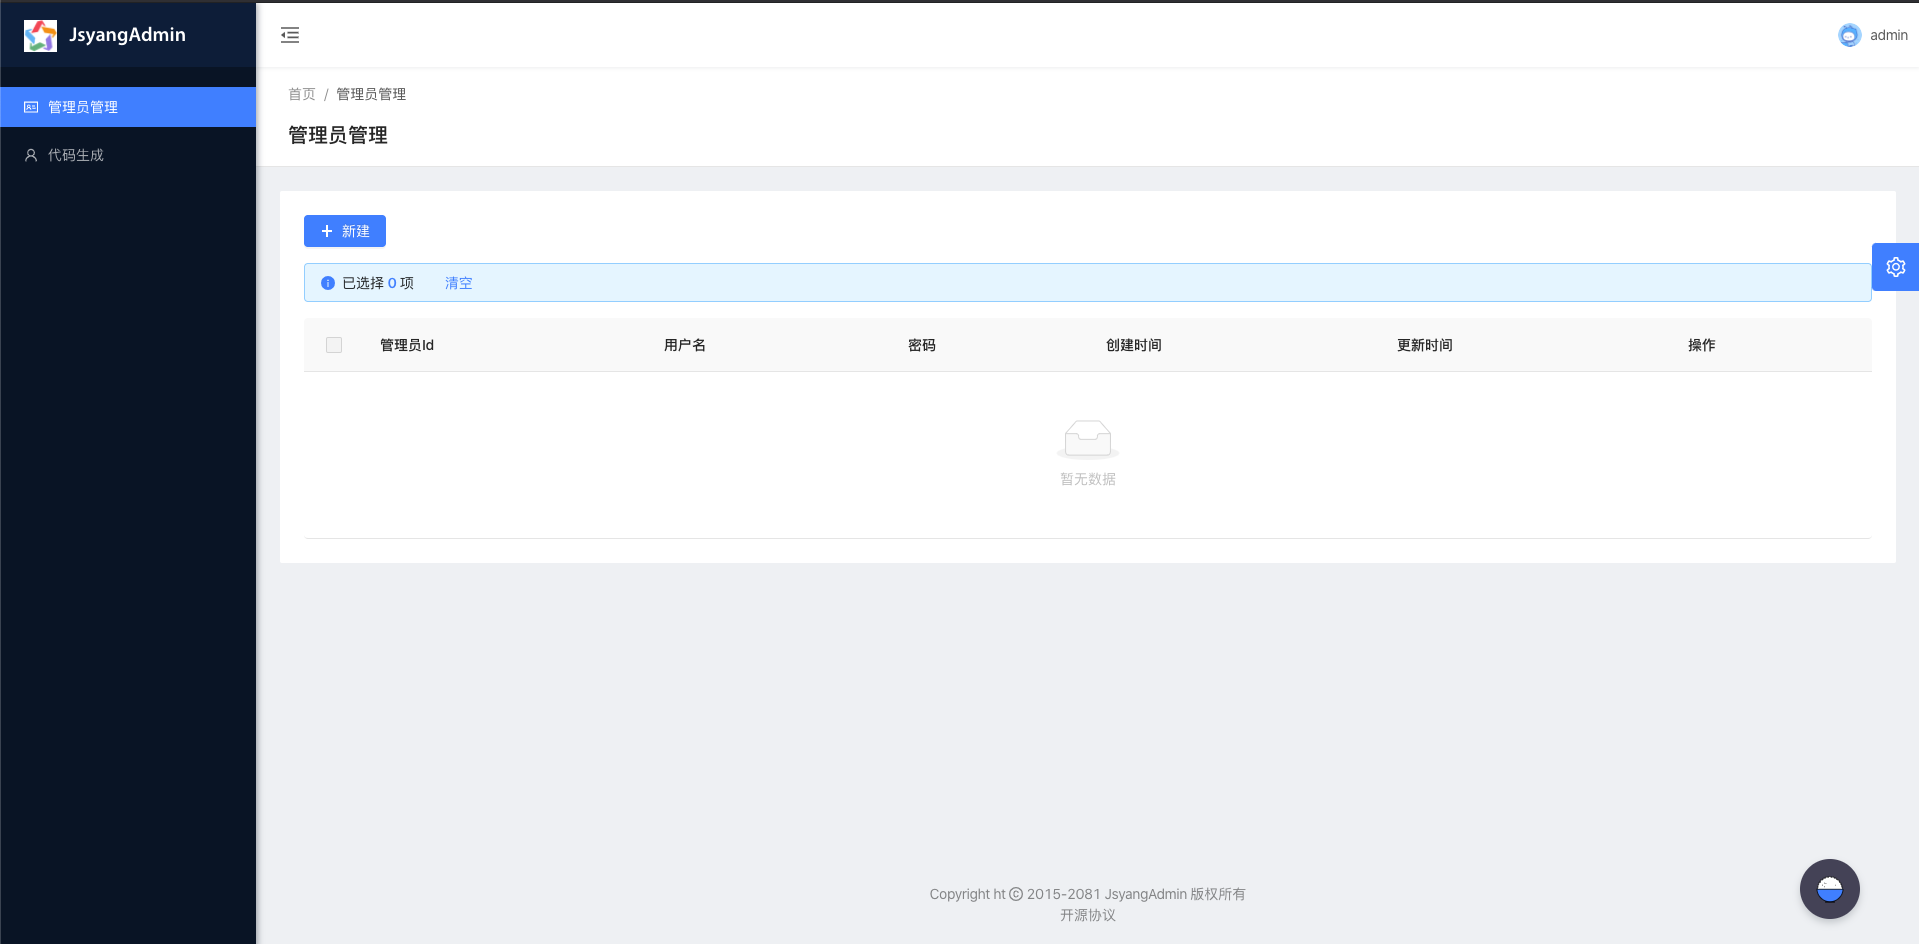 JsyangAdmin
admin
管理员管理
代码生成
首页 / 管理员管理
管理员管理
新建
已选择 0 项 清空
管理员Id 用户名 密码 创建时间 更新时间 操作
暂无数据
Copyright ht © 2015-2081 JsyangAdmin 版权所有
开源协议